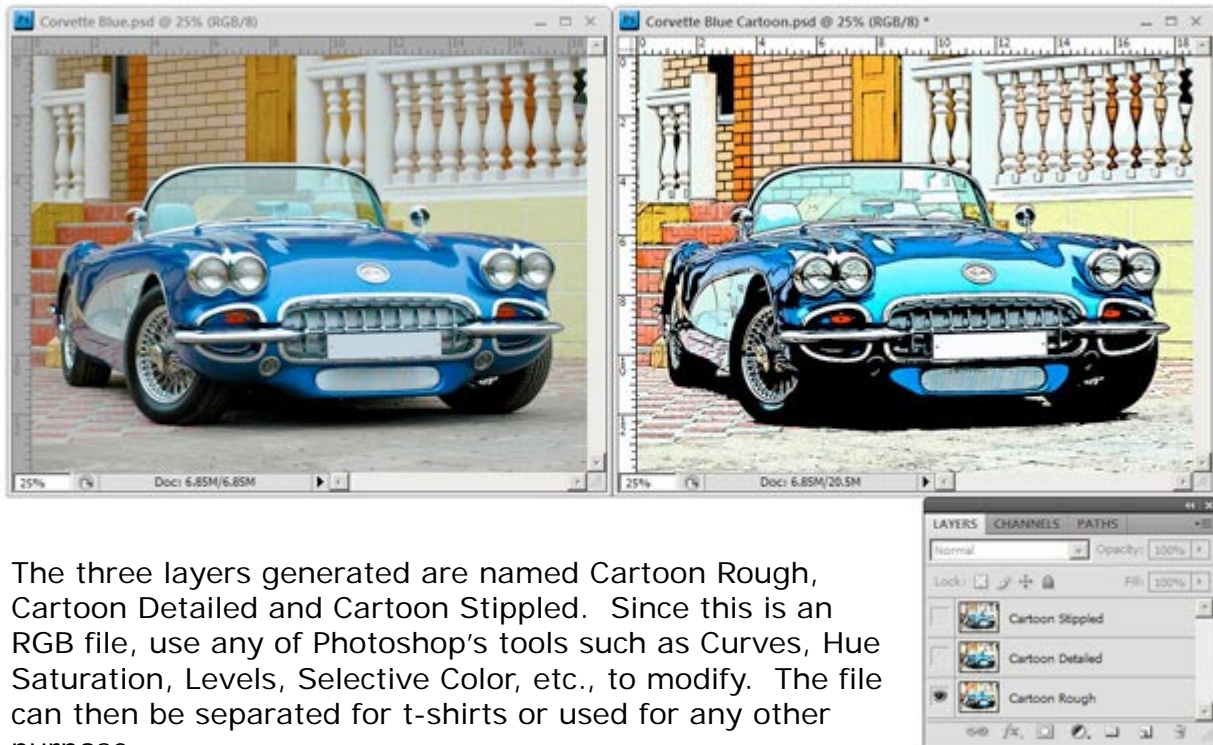 Corvette Blue.psd @ 25% (RGB/8)
Corvette Blue Cartoon.psd @ 25% (RGB/8) *
25%
Doc: 6.85M/6.85M
25%
Doc: 6.85M/20.5M
The three layers generated are named Cartoon Rough,
Cartoon Detailed and Cartoon Stippled. Since this is an
RGB file, use any of Photoshop's tools such as Curves, Hue
Saturation, Levels, Selective Color, etc., to modify. The file
can then be separated for t-shirts or used for any other
LAYERS CHANNELS PATHS
Normal Opacity: 100%
Lock: Fill: 100%
Cartoon Stippled
Cartoon Detailed
Cartoon Rough